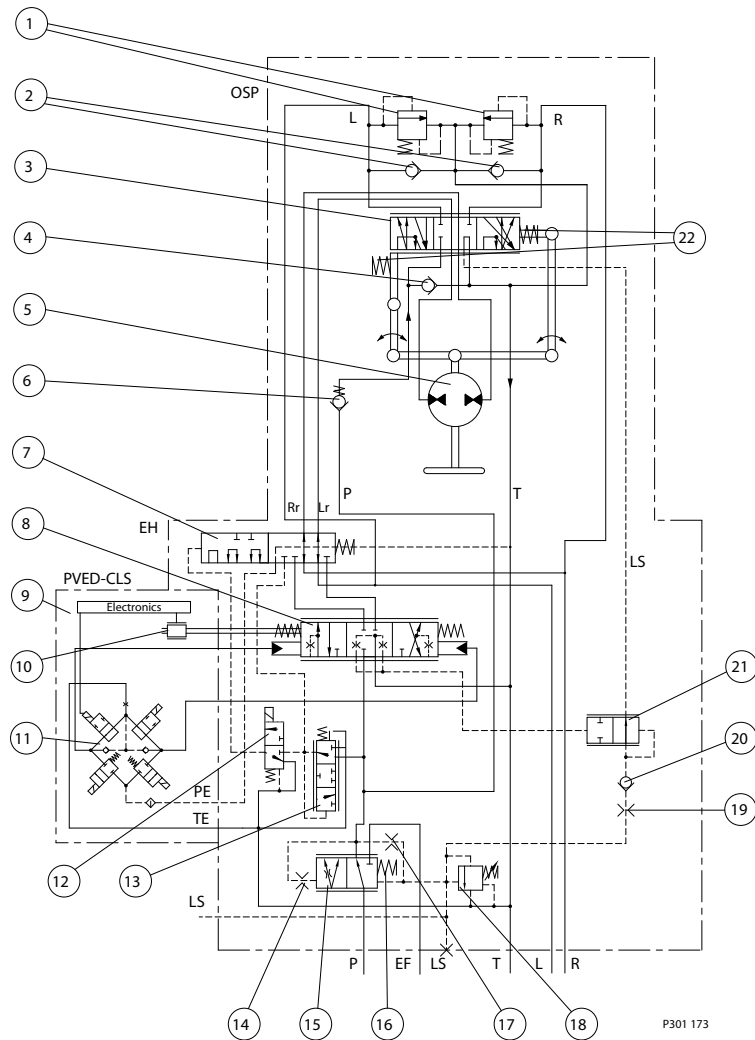 1
OSP
L
R
2
3
22
4
5
6
P
T
7
Rr
Lr
EH
LS
8
PVED-CLS
9
Electronics
10
21
11
20
PE
19
TE
12
13
LS
P
EF
LS
T
L
R
14
15
16
17
18
P301 173